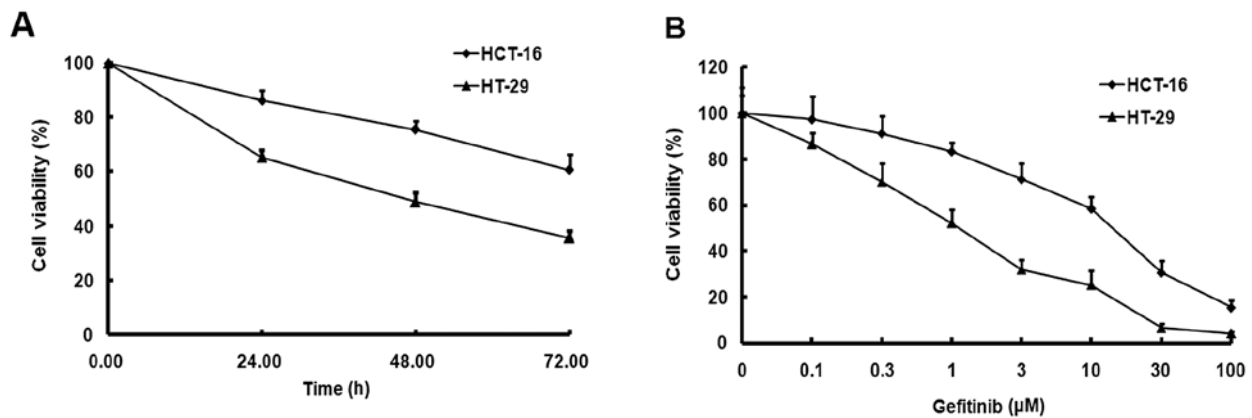 A
HCT-16
HT-29
Cell viability (%)
100
80
60
40
20
0
0.00 24.00 48.00 72.00
Time (h)
B
HCT-16
HT-29
Cell viability (%)
120
100
80
60
40
20
0
0 0.1 0.3 1 3 10 30 100
Gefitinib (μM)